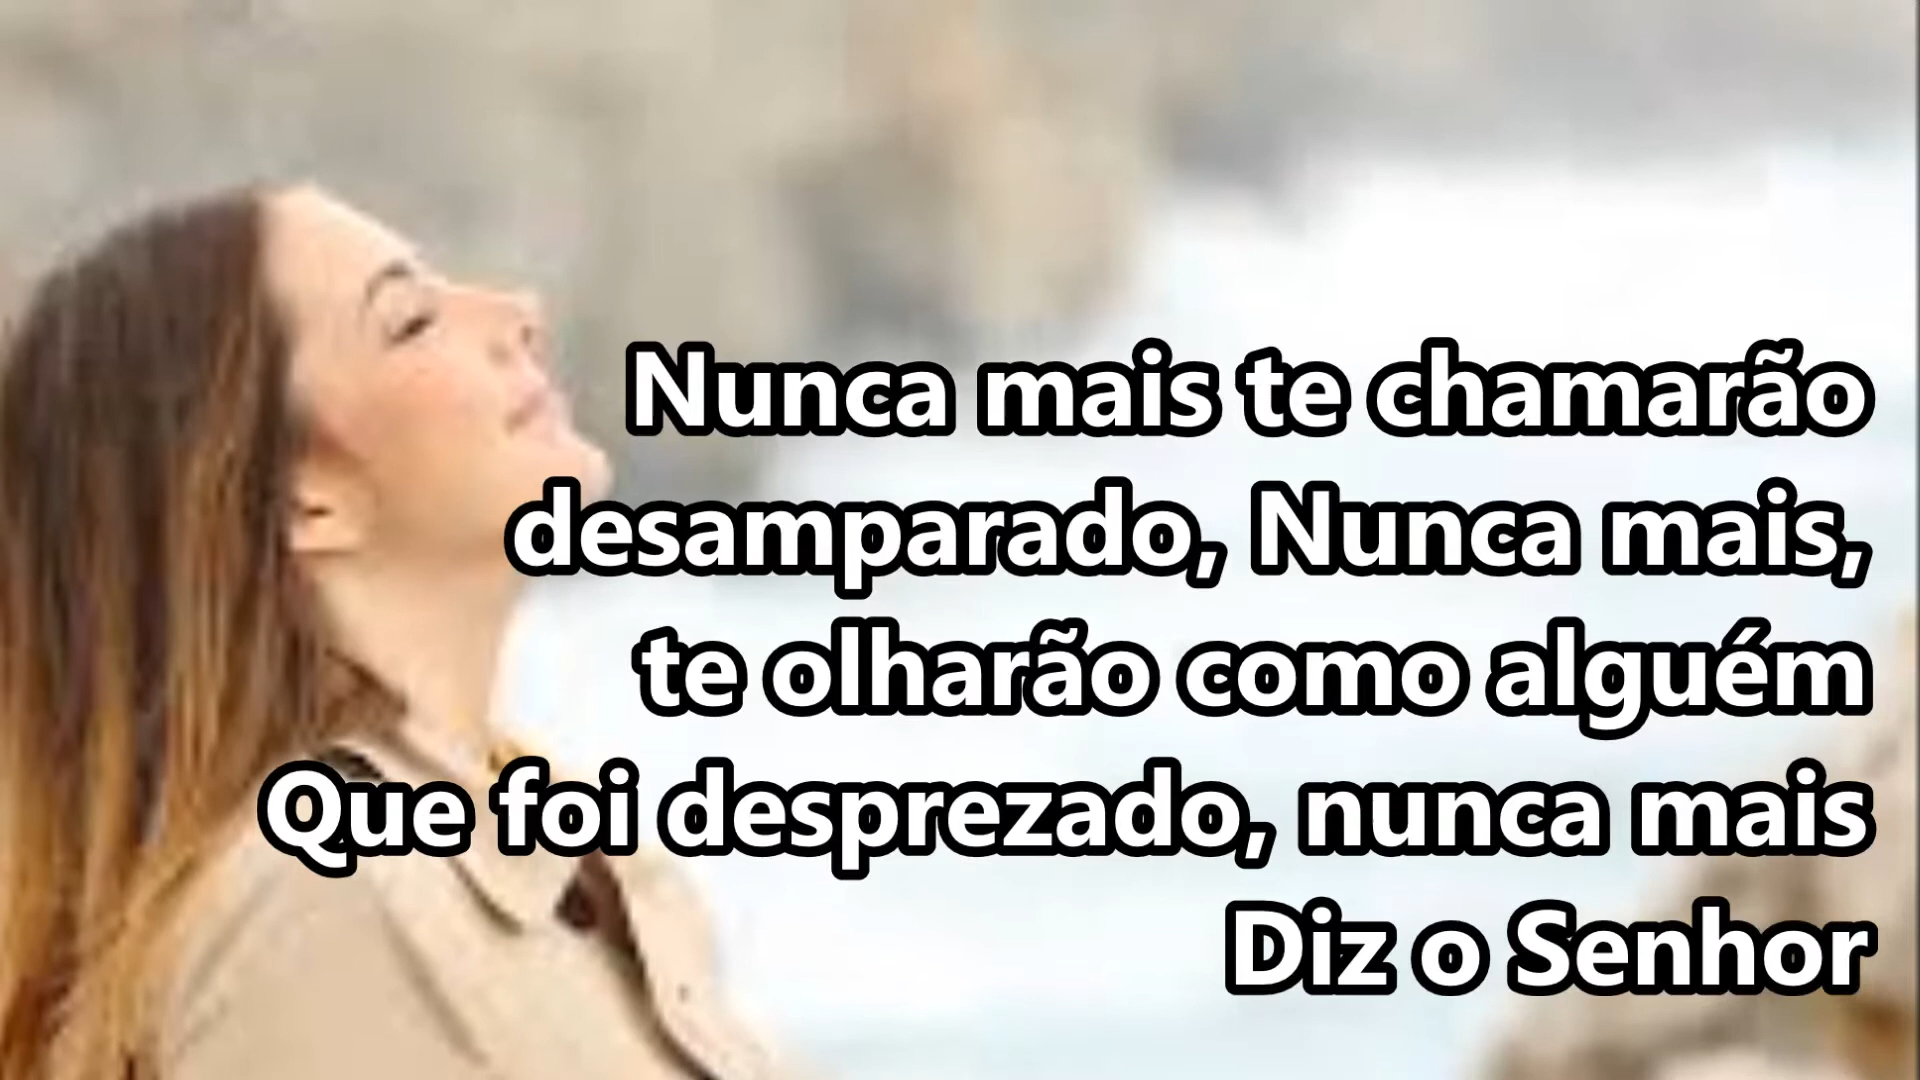 Nunca mais te chamarão
desamparado, Nunca mais,
te olharão como alguém
Que foi desprezado, nunca mais
Diz o Senhor